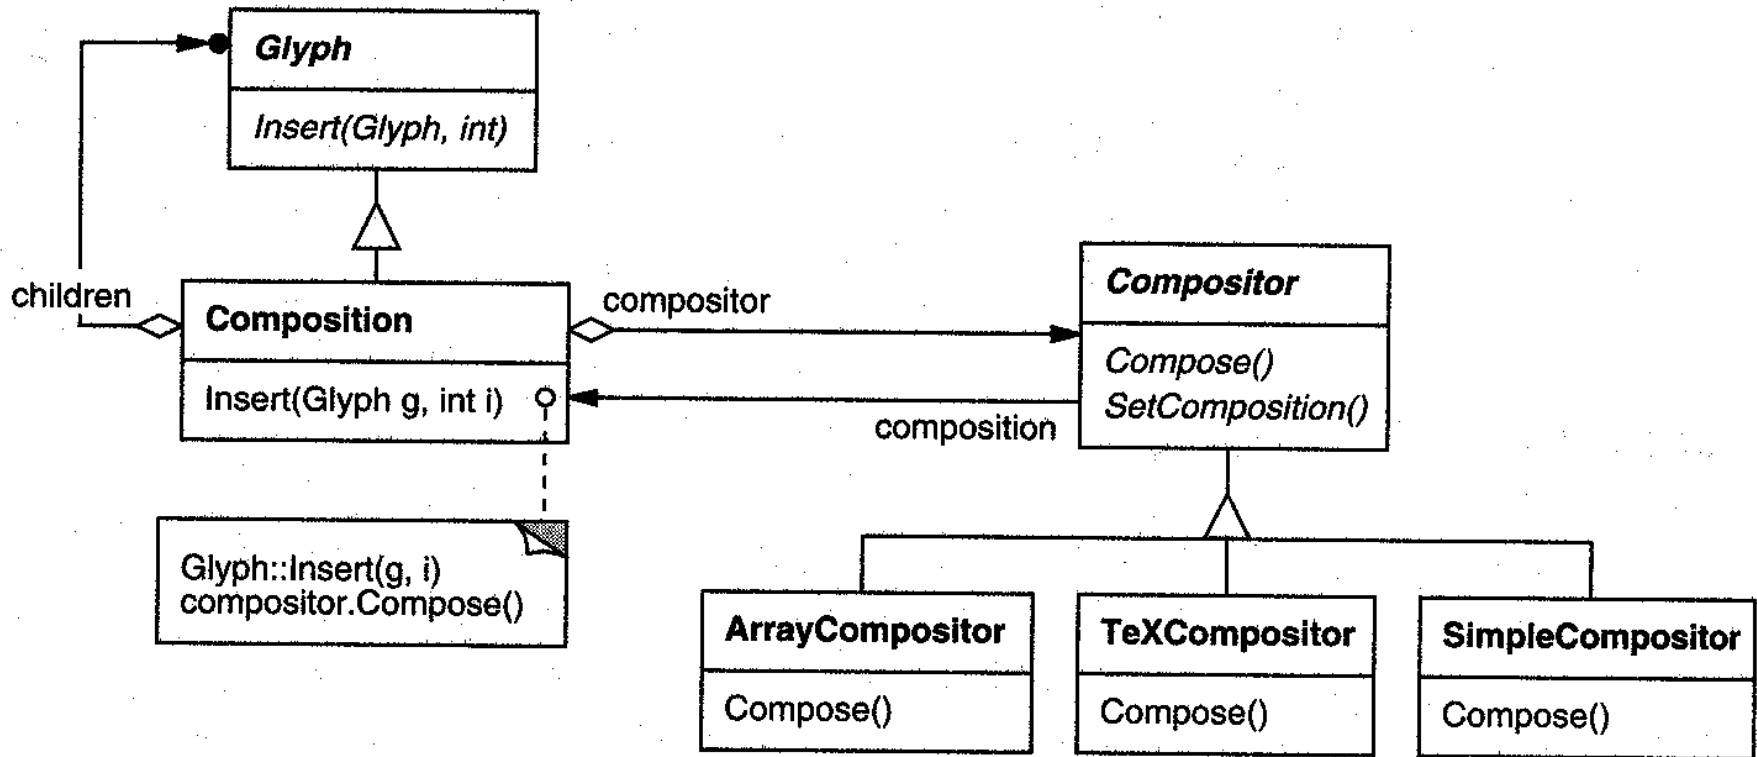 Glyph
Insert(Glyph, int)
children
Composition
Insert(Glyph g, int i)
compositor
composition
Compositor
Compose()
SetComposition()
Glyph::Insert(g, i)
compositor.Compose()
ArrayCompositor
Compose()
TeXCompositor
Compose()
SimpleCompositor
Compose()